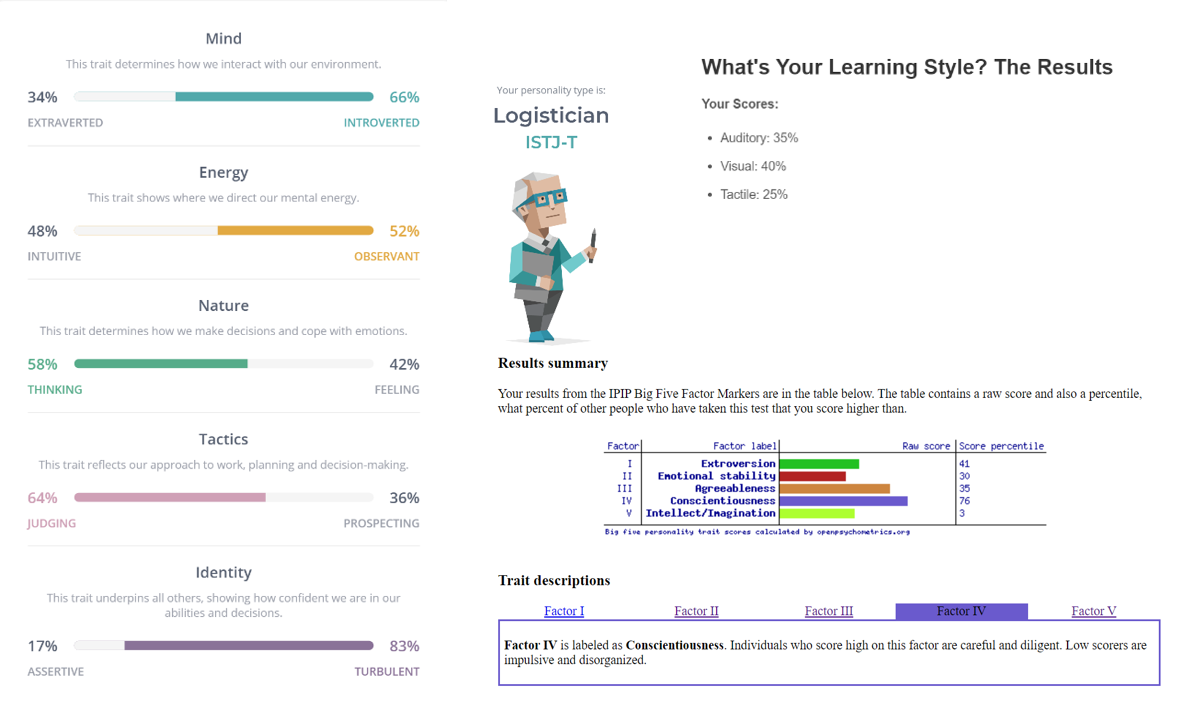 Mind
This trait determines how we interact with our environment.
34% 66%
EXTRAVERTED INTROVERTED
Energy
This trait shows where we direct our mental energy.
48% 52%
INTUITIVE OBSERVANT
Nature
This trait determines how we make decisions and cope with emotions.
58% 42%
THINKING FEELING
Tactics
This trait reflects our approach to work, planning and decision-making.
64% 36%
JUDGING PROSPECTING
Identity
This trait underpins all others, showing how confident we are in our
abilities and decisions.
17% 83%
ASSERTIVE TURBULENT
Your personality type is:
Logistician
ISTJ-T
What's Your Learning Style? The Results
Your Scores:
• Auditory: 35%
• Visual: 40%
• Tactile: 25%
Results summary
Your results from the IPIP Big Five Factor Markers are in the table below. The table contains a raw score and also a percentile,
what percent of other people who have taken this test that you score higher than.
Factor Factor label Raw score Score percentile
I Extroversion 41
II Emotional stability 30
III Agreeableness 35
IV Conscientiousness 76
V Intellect/Imagination 3
Big five personality trait scores calculated by openpsychometrics.org
Trait descriptions
Factor I Factor II Factor III Factor IV Factor V
Factor IV is labeled as Conscientiousness. Individuals who score high on this factor are careful and diligent. Low scorers are
impulsive and disorganized.